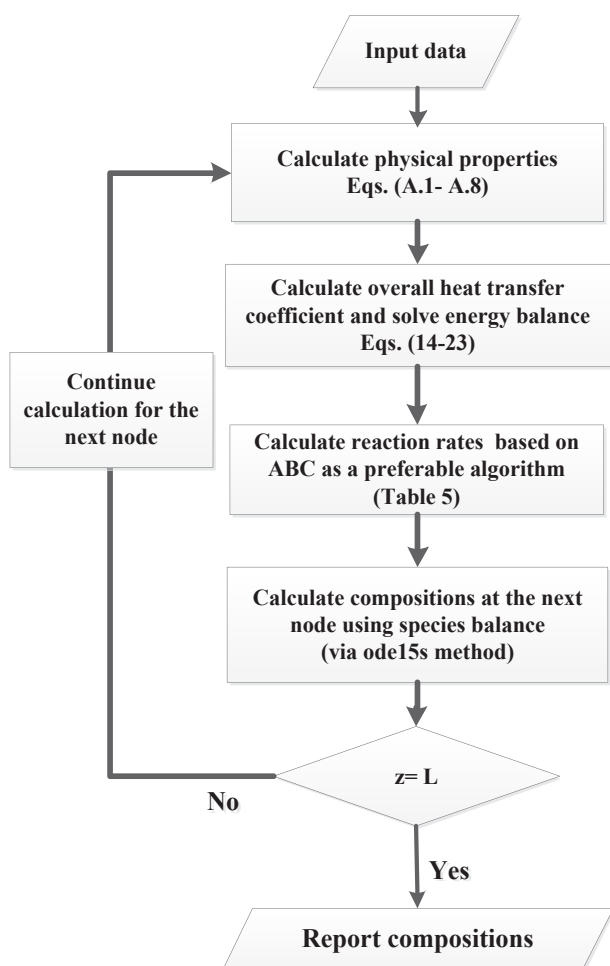 Input data
Calculate physical properties
Eqs. (A.1- A.8)
Calculate overall heat transfer
coefficient and solve energy balance
Eqs. (14-23)
Continue
calculation for the
next node
Calculate reaction rates based on
ABC as a preferable algorithm
(Table 5)
Calculate compositions at the next
node using species balance
(via ode15s method)
z= L
No
Yes
Report compositions